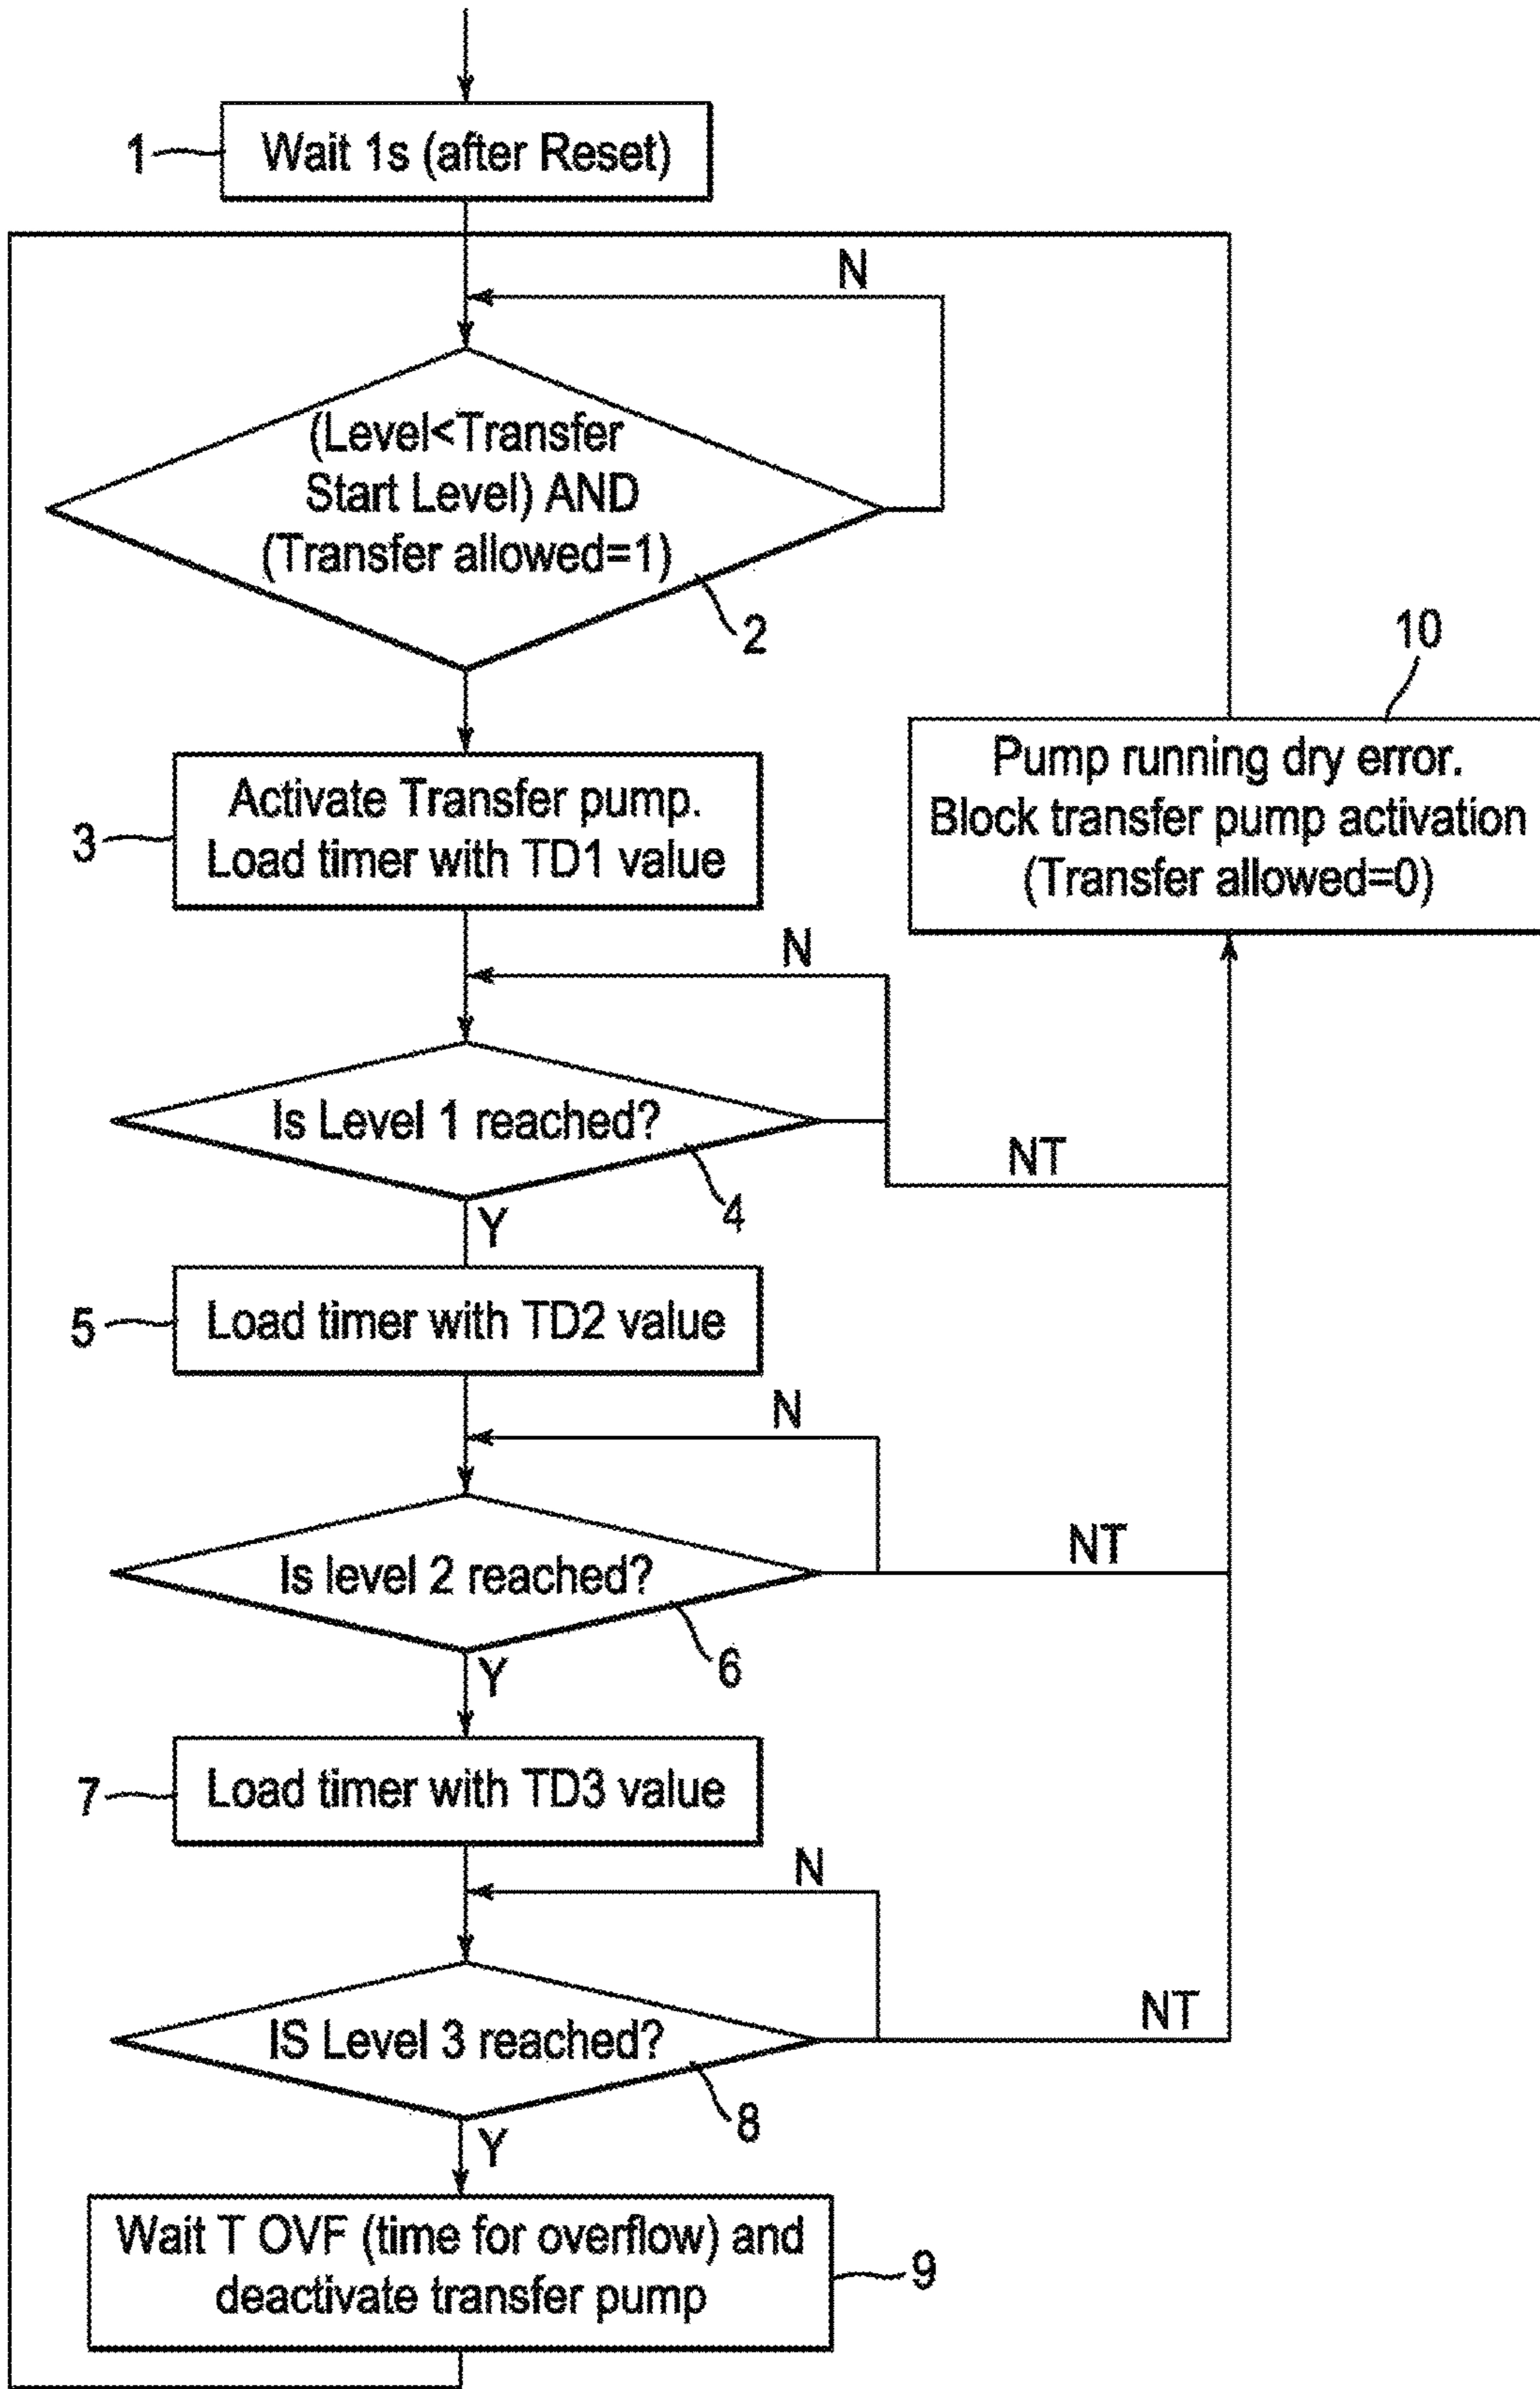 1
Wait 1s (after Reset)
N
(Level<Transfer
Start Level) AND
(Transfer allowed=1)
2
10
Pump running dry error.
Block transfer pump activation
(Transfer allowed=0)
3
Activate Transfer pump.
Load timer with TD1 value
N
Is Level 1 reached?
NT
4
Y
5
Load timer with TD2 value
N
Is level 2 reached?
NT
6
Y
7
Load timer with TD3 value
N
IS Level 3 reached?
NT
8
Y
Wait T OVF (time for overflow) and
deactivate transfer pump
9